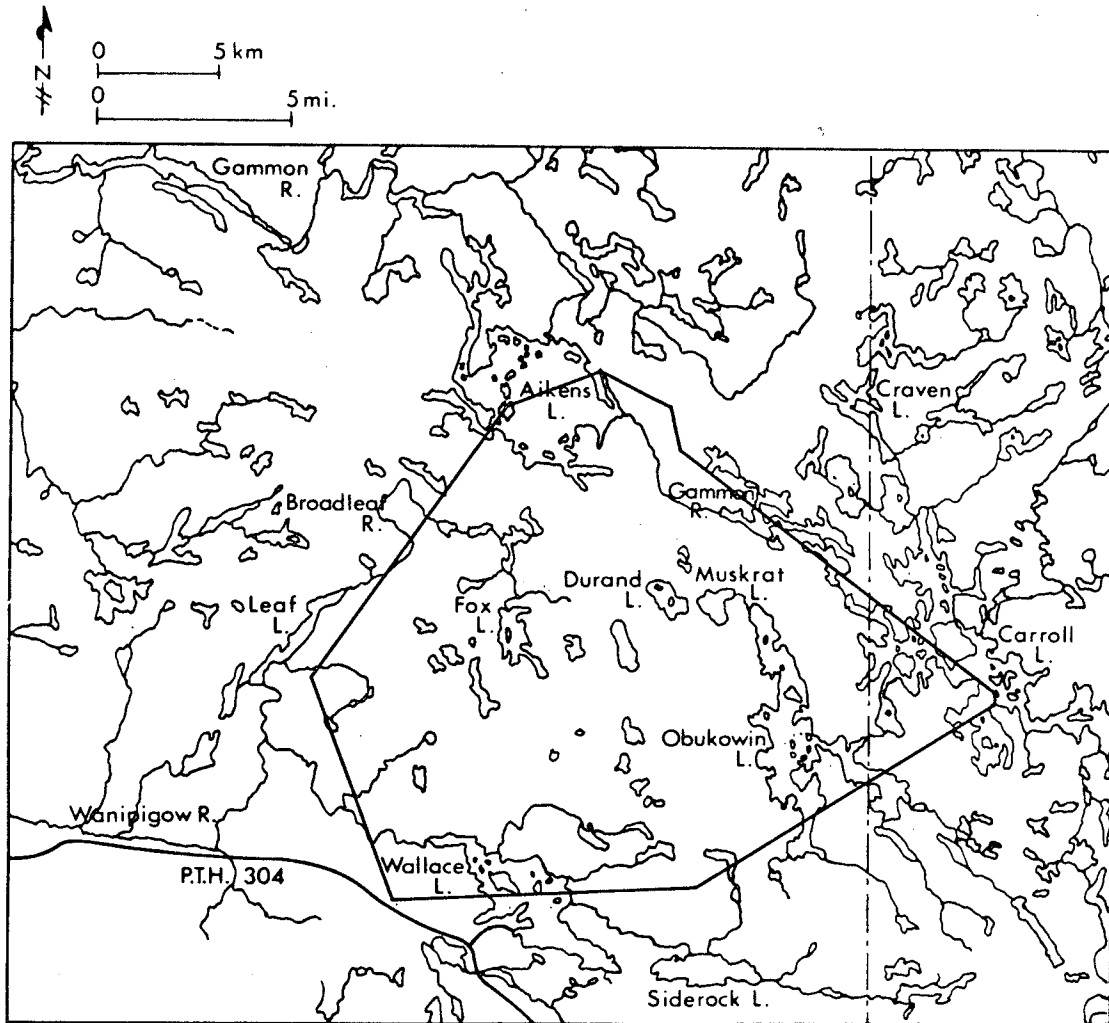 0 5 km
N
0 5 mi.
Gammon
R.
Aikens
L.
Craven
L.
Broadleaf
R.
Gammon
R.
Durand
L.
Muskrat
L.
Leaf
L.
Fox
L.
Carroll
L.
Obukowin
L.
Wanipigow R.
Wallace
L.
P.T.H. 304
Siderock L.